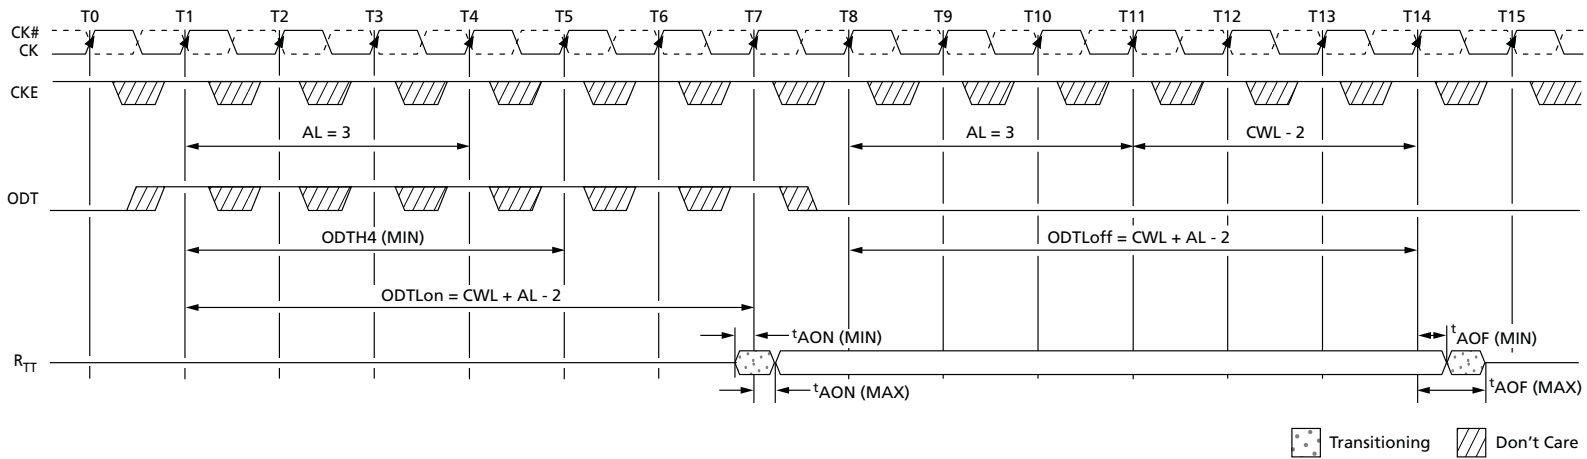 T0 T1 T2 T3 T4 T5 T6 T7 T8 T9 T10 T11 T12 T13 T14 T15
CK#
CK
CKE
AL = 3 AL = 3 CWL - 2
ODT
ODTH4 (MIN) ODTLoff = CWL + AL - 2
ODTLon = CWL + AL - 2
tAON (MIN) tAOF (MIN)
RTT
tAON (MAX) tAOF (MAX)
Transitioning Don't Care